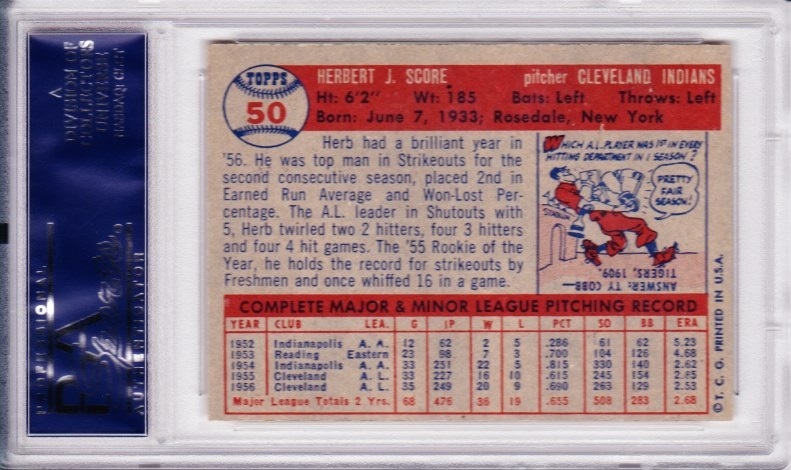 TOPPS
50
HERBERT J. SCORE pitcher CLEVELAND INDIANS
Ht: 6'2" Wt: 185 Bats: Left Throws: Left
Born: June 7, 1933; Rosedale, New York
Herb had a brilliant year in
'56. He was top man in Strikeouts for the
second consecutive season, placed 2nd in
Earned Run Average and Won-Lost Per-
centage. The A.L. leader in Shutouts with
5, Herb twirled two 2 hitters, four 3 hitters
and four 4 hit games. The '55 Rookie of the
Year, he holds the record for strikeouts by
Freshmen and once whiffed 16 in a game.
WHICH A.L. PLAYER WAS 1ST IN EVERY
HITTING DEPARTMENT IN 1 SEASON?
PRETTY
FAIR
SEASON!
ANSWER: TY COBB—
TIGERS, 1909.
COMPLETE MAJOR & MINOR LEAGUE PITCHING RECORD
YEAR CLUB LEA. G IP W L PCT SO BB ERA
1952 Indianapolis A. A. 12 62 2 5 .286 61 62 5.23
1953 Reading Eastern 23 98 7 3 .700 104 126 4.68
1954 Indianapolis A. A. 33 251 22 5 .815 330 140 2.62
1955 Cleveland A. L. 33 227 16 10 .615 245 154 2.85
1956 Cleveland A. L. 35 249 20 9 .690 263 129 2.53
Major League Totals 2 Yrs. 68 476 36 19 .655 508 283 2.68
© T. C. G. PRINTED IN U.S.A.
A
DIVISION OF
COLLECTORS
UNIVERSE
NASDAQ: CLCT
PSA